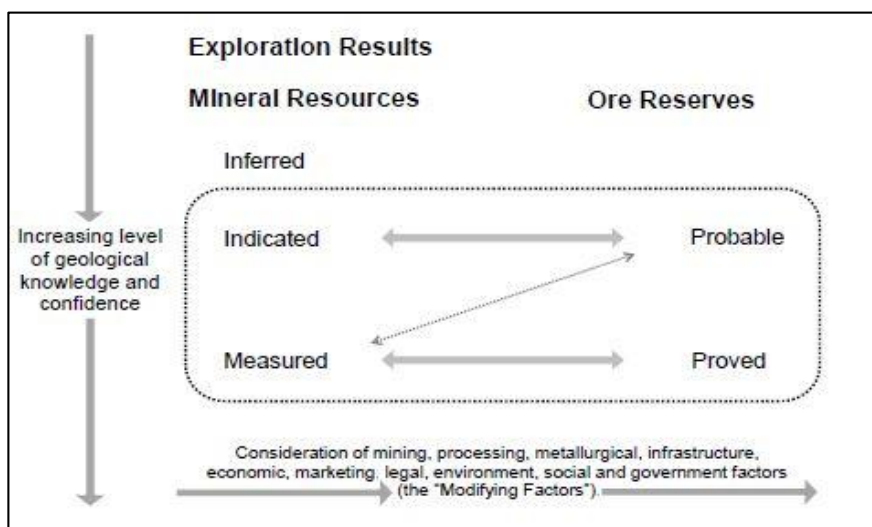 Exploration Results
Mineral Resources
Ore Reserves
Inferred
Increasing level
of geological
knowledge and
confidence
Indicated
Probable
Measured
Proved
Consideration of mining, processing, metallurgical, infrastructure,
economic, marketing, legal, environment, social and government factors
(the “Modifying Factors”).